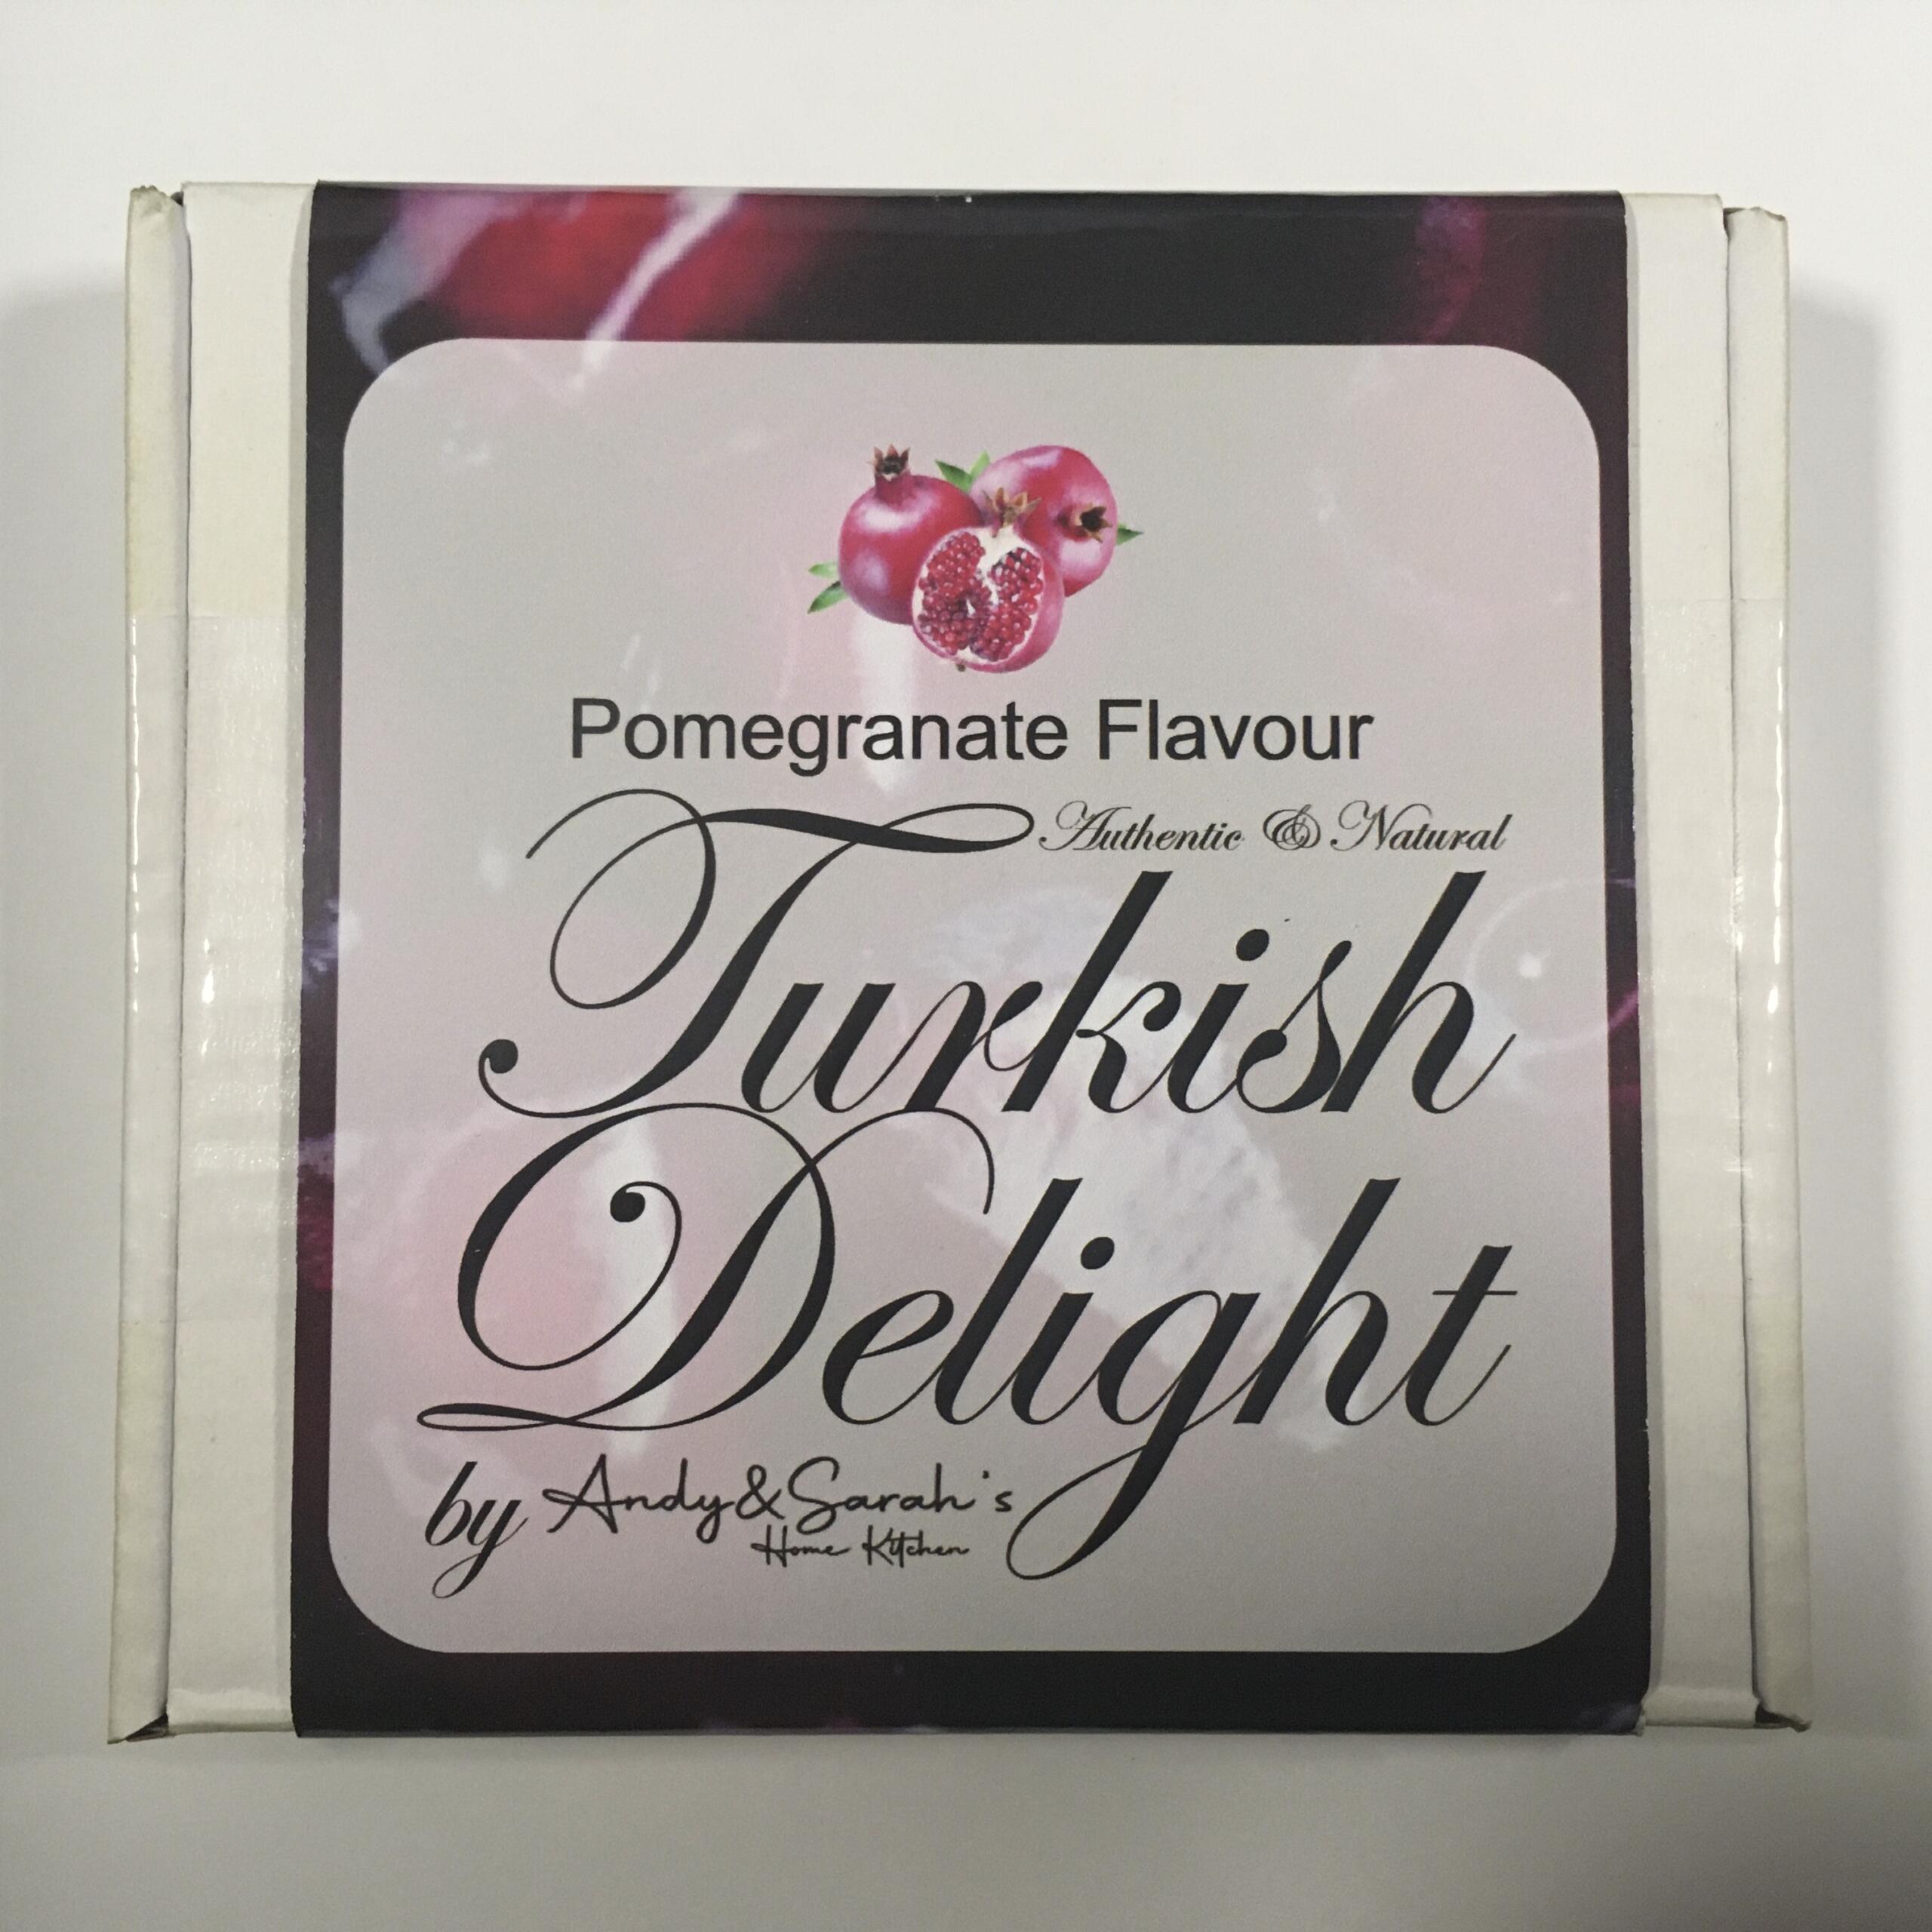 Pomegranate Flavour
Authentic & Natural
Turkish
Delight
by Andy & Sarah's
Home Kitchen